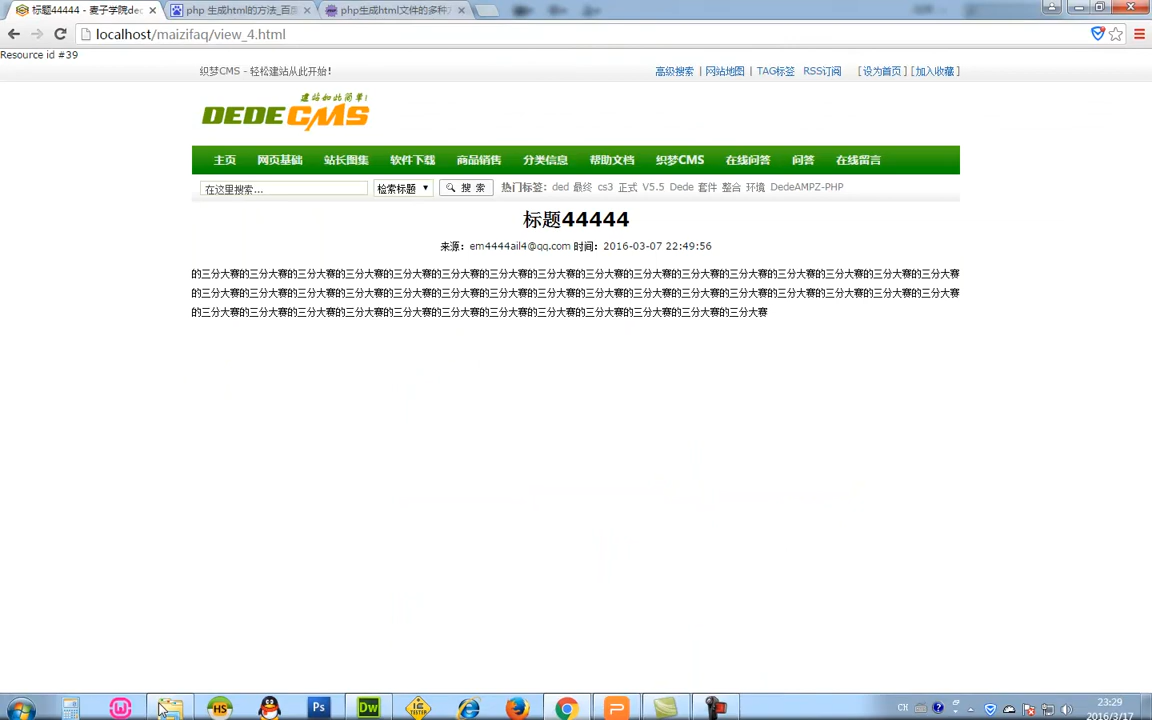 标题44444 - 麦子学院dec
php 生成html的方法_百度
php生成html文件的多种方
localhost/maizifaq/view_4.html
Resource id #39
织梦CMS - 轻松建站从此开始！
高级搜索 | 网站地图 | TAG标签 RSS订阅 [设为首页] [加入收藏]
建站如此简单!
DEDECMS
主页 网页基础 站长图集 软件下载 商品销售 分类信息 帮助文档 织梦CMS 在线问答 问答 在线留言
在这里搜索... 检索标题 搜 索 热门标签: ded 最终 cs3 正式 V5.5 Dede 套件 整合 环境 DedeAMPZ-PHP
标题44444
来源: em4444ail4@qq.com 时间: 2016-03-07 22:49:56
的三分大赛的三分大赛的三分大赛的三分大赛的三分大赛的三分大赛的三分大赛的三分大赛的三分大赛的三分大赛的三分大赛的三分大赛的三分大赛的三分大赛的三分大赛的三分大赛
的三分大赛的三分大赛的三分大赛的三分大赛的三分大赛的三分大赛的三分大赛的三分大赛的三分大赛的三分大赛的三分大赛的三分大赛的三分大赛的三分大赛的三分大赛的三分大赛
的三分大赛的三分大赛的三分大赛的三分大赛的三分大赛的三分大赛的三分大赛的三分大赛的三分大赛的三分大赛的三分大赛的三分大赛
HS
Ps
Dw
IE TESTER
CH
23:29
2016/3/17